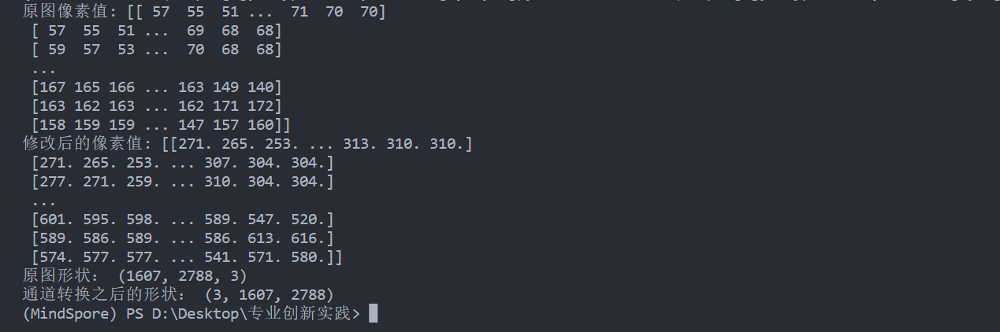 原图像素值: [[ 57  55  51 ...  71  70  70]
 [ 57  55  51 ...  69  68  68]
 [ 59  57  53 ...  70  68  68]
 ...
 [167 165 166 ... 163 149 140]
 [163 162 163 ... 162 171 172]
 [158 159 159 ... 147 157 160]]
修改后的像素值: [[271. 265. 253. ... 313. 310. 310.]
 [271. 265. 253. ... 307. 304. 304.]
 [277. 271. 259. ... 310. 304. 304.]
 ...
 [601. 595. 598. ... 589. 547. 520.]
 [589. 586. 589. ... 586. 613. 616.]
 [574. 577. 577. ... 541. 571. 580.]]
原图形状: (1607, 2788, 3)
通道转换之后的形状: (3, 1607, 2788)
(MindSpore) PS D:\Desktop\专业创新实践>